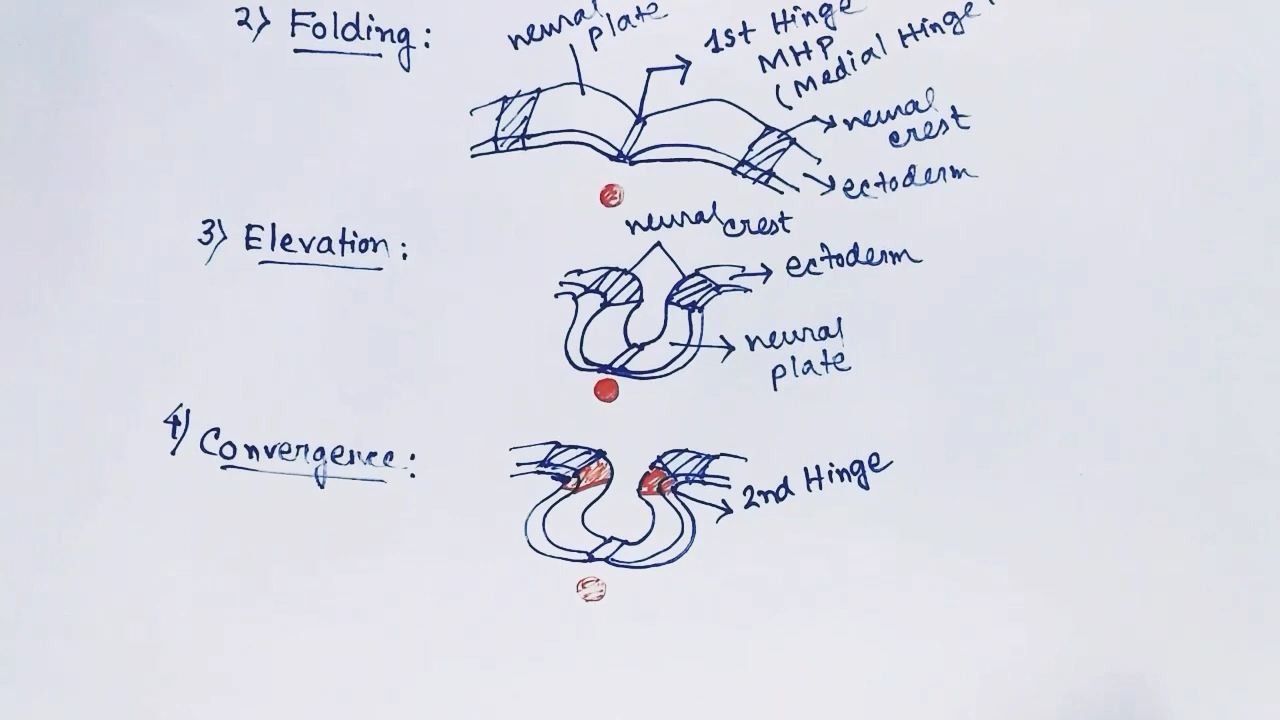 2) Folding:
neural
plate
1st Hinge
MHP
(Medial Hinge
neural
crest
ectoderm
3) Elevation:
neural crest
ectoderm
neural
plate
4) Convergence:
2nd Hinge